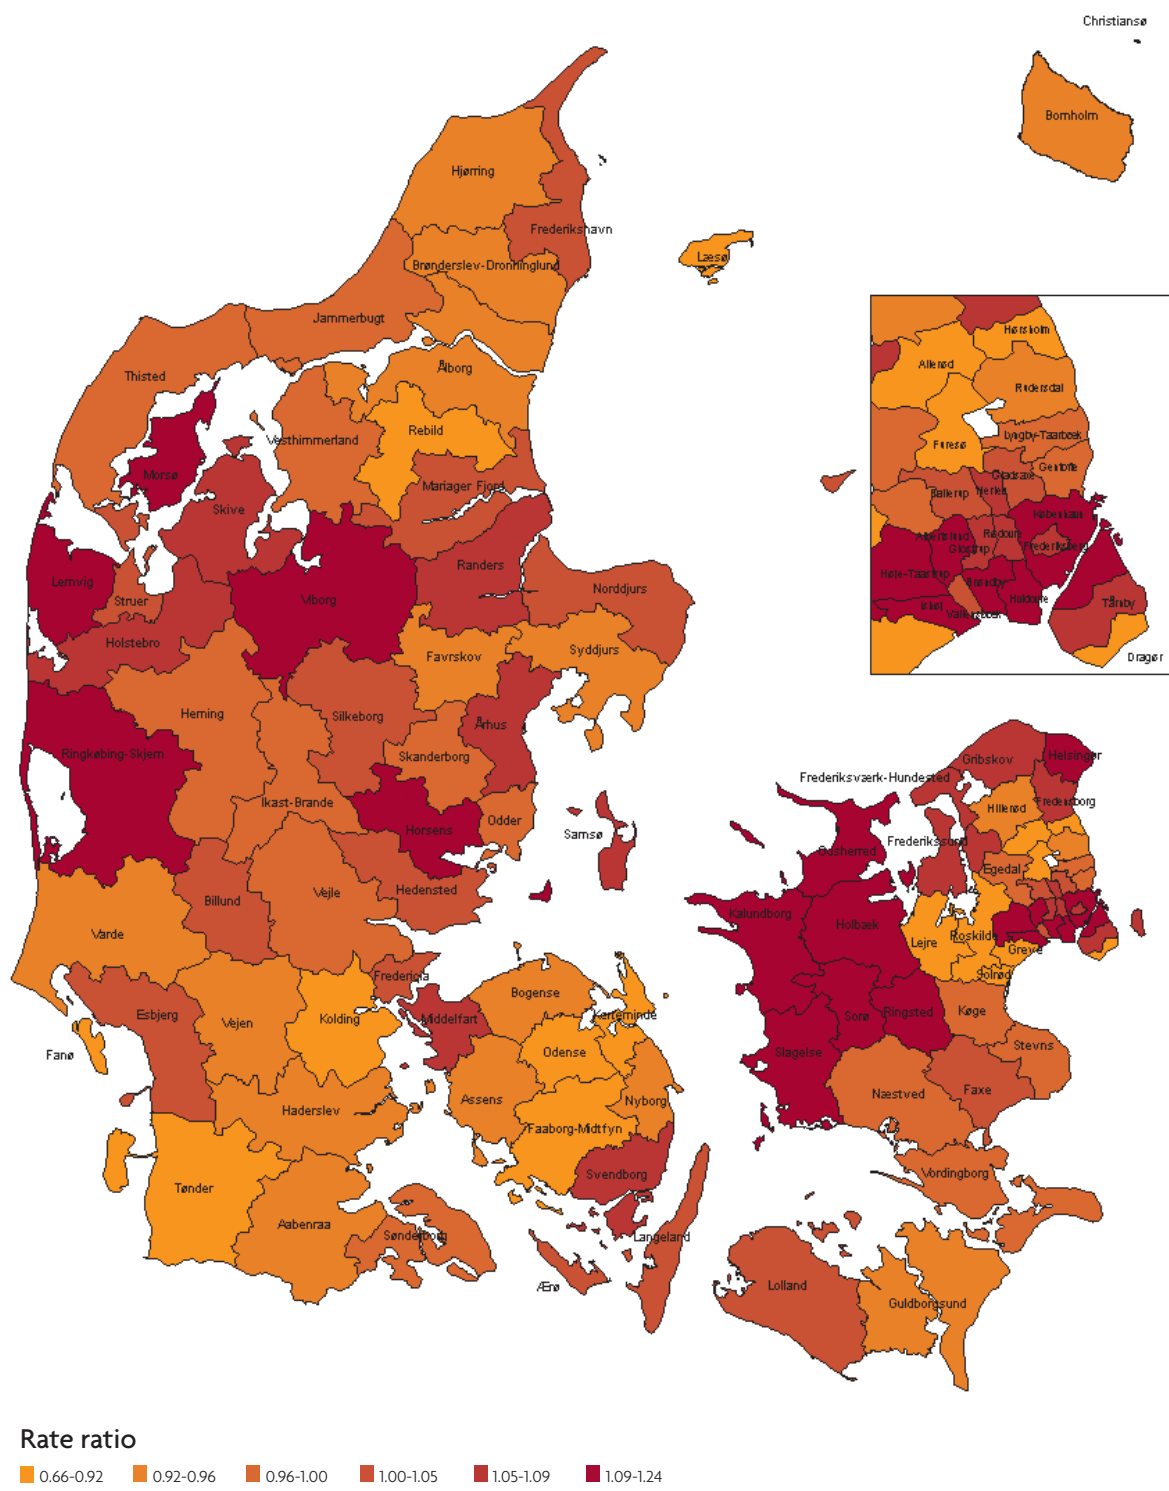 Christiansø
Bornholm
Hjørring
Frederikshavn
Læsø
Brønderslev-Dronninglund
Jammerbugt
Hørsholm
Allerød
Ålborg
Thisted
Rudersdal
Rebild
Vesthimmerland
Lyngby-Taarbæk
Furesø
Gentofte
Gladsaxe
Morsø
Mariager Fjord
Ballerup
Herlev
Skive
København
Rødovre
Albertslund
Frederiksberg
Glostrup
Randers
Høje-Taastrup
Lemvig
Brøndby
Norddjurs
Viborg
Struer
Hvidovre
Tårnby
Ishøj
Vallensbæk
Holstebro
Syddjurs
Favrskov
Dragør
Herning
Silkeborg
Århus
Ringkøbing-Skjern
Skanderborg
Helsingør
Gribskov
Frederiksværk-Hundested
Ikast-Brande
Fredensborg
Hillerød
Odder
Horsens
Samsø
Frederikssund
Odsherred
Egedal
Hedensted
Vejle
Billund
Kalundborg
Holbæk
Varde
Roskilde
Lejre
Greve
Solrød
Fredericia
Bogense
Køge
Ringsted
Esbjerg
Kerteminde
Sorø
Middelfart
Kolding
Vejen
Stevns
Odense
Slagelse
Fanø
Faxe
Næstved
Assens
Nyborg
Haderslev
Faaborg-Midtfyn
Svendborg
Vordingborg
Tønder
Aabenraa
Sønderborg
Langeland
Ærø
Lolland
Guldborgsund
Rate ratio
0.66-0.92 0.92-0.96 0.96-1.00 1.00-1.05 1.05-1.09 1.09-1.24